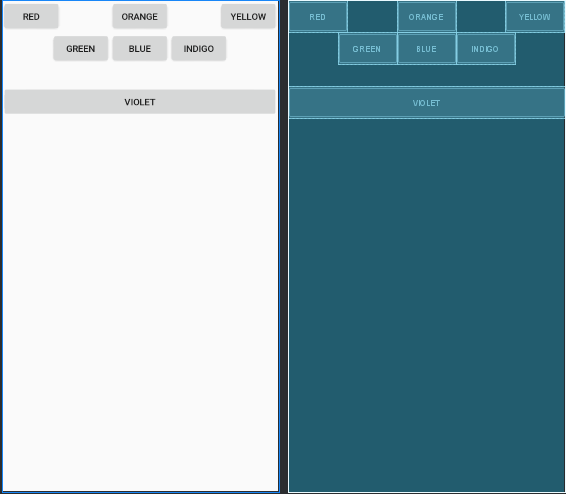 RED ORANGE YELLOW RED ORANGE YELLOW
GREEN BLUE INDIGO GREEN BLUE INDIGO
VIOLET VIOLET